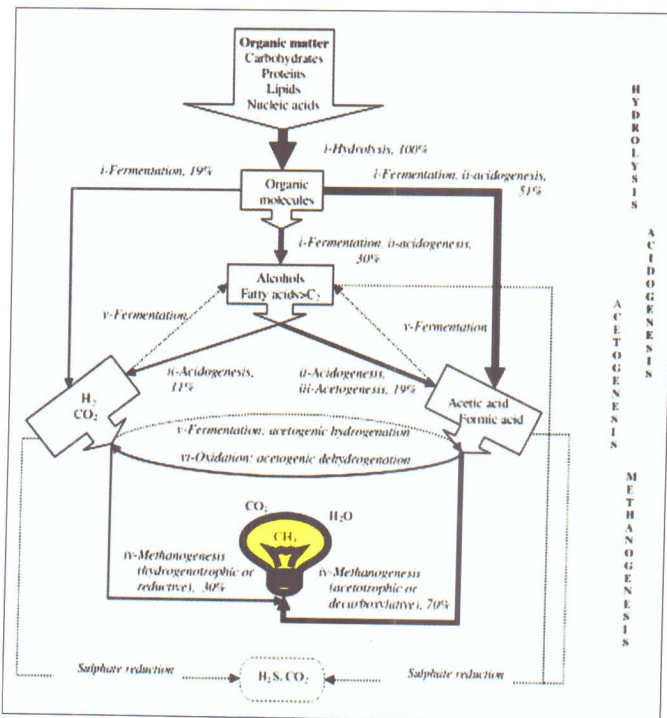 Organic matter
Carbohydrates
Proteins
Lipids
Nucleic acids
i-Hydrolysis, 100%
i-Fermentation, 19%
i-Fermentation, ii-acidogenesis,
51%
Organic
molecules
i-Fermentation, ii-acidogenesis,
30%
Alcohols
Fatty acids>C₂
v-Fermentation,
v-Fermentation
ii-Acidogenesis,
11%
ii-Acidogenesis,
iii-Acetogenesis, 19%
H₂
CO₂
Acetic acid
Formic acid
v-Fermentation: acetogenic hydrogenation
vi-Oxidation: acetogenic dehydrogenation
CO₂
H₂O
CH₄
iv-Methanogenesis
(hydrogenotrophic or
reductive), 30%
iv-Methanogenesis
(acetotrophic or
decarboxylative), 70%
Sulphate reduction
H₂S, CO₂
Sulphate reduction
HYDROLYSIS
ACIDOGENESIS
ACETOGENESIS
METHANOGENESIS